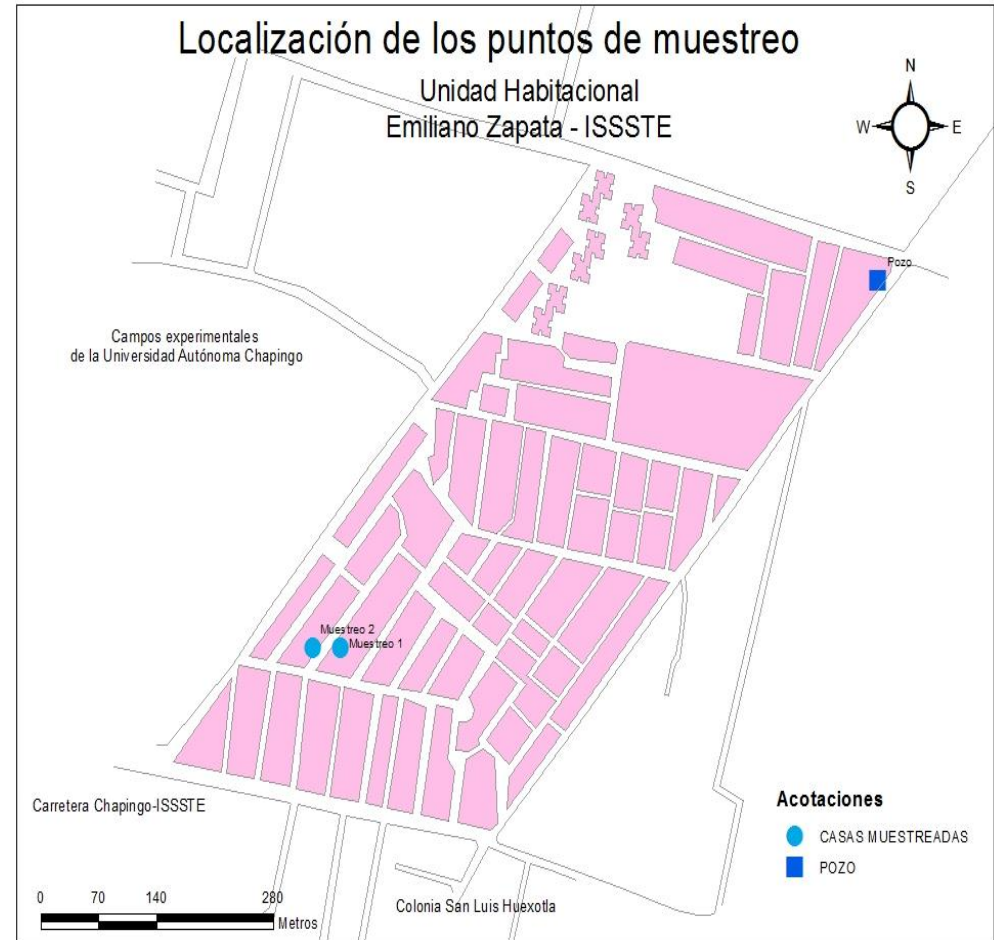 Localización de los puntos de muestreo
Unidad Habitacional
Emiliano Zapata - ISSSTE
N
W
E
S
Pozo
Campos experimentales
de la Universidad Autónoma Chapingo
Muestreo 2
Muestreo 1
Carretera Chapingo-ISSSTE
Acotaciones
CASAS MUESTREADAS
POZO
0 70 140 280
Metros
Colonia San Luis Huexotla